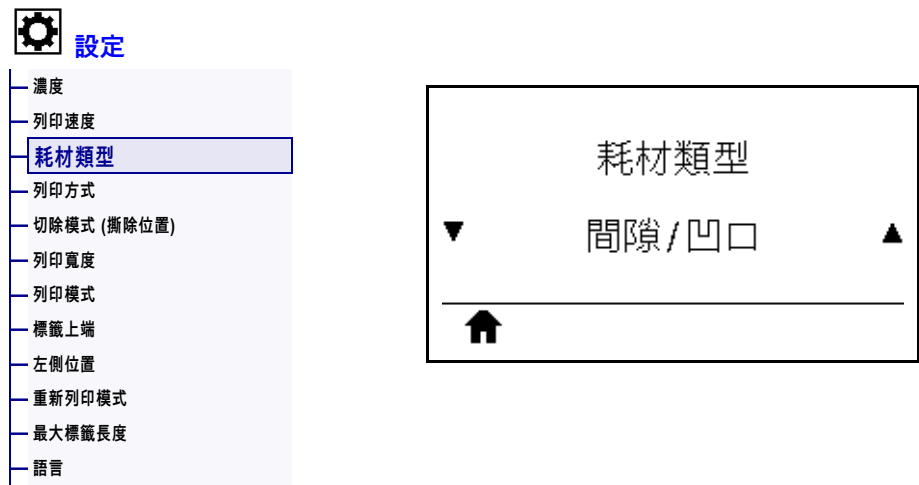 設定
濃度
列印速度
耗材類型
列印方式
切除模式 (撕除位置)
列印寬度
列印模式
標籤上端
左側位置
重新列印模式
最大標籤長度
語言
耗材類型
▼ 間隙/凹口 ▲